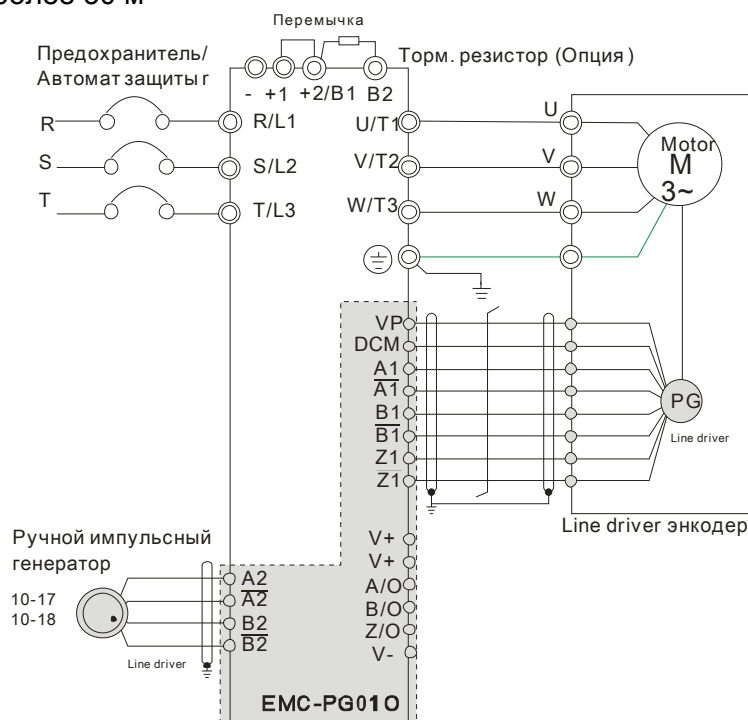 Перемычка
Предохранитель/
Автомат защиты r
Торм. резистор (Опция)
- +1 +2/B1 B2
R
R/L1
U/T1
U
S
S/L2
V/T2
V
T
T/L3
W/T3
W
Motor
M
3~
VP
DCM
A1
A1
B1
B1
Z1
Z1
PG
Line driver
Line driver энкодер
V+
V+
A/O
B/O
Z/O
V-
Ручной импульсный
генератор
10-17
10-18
A2
A2
B2
B2
Line driver
EMC-PG01O